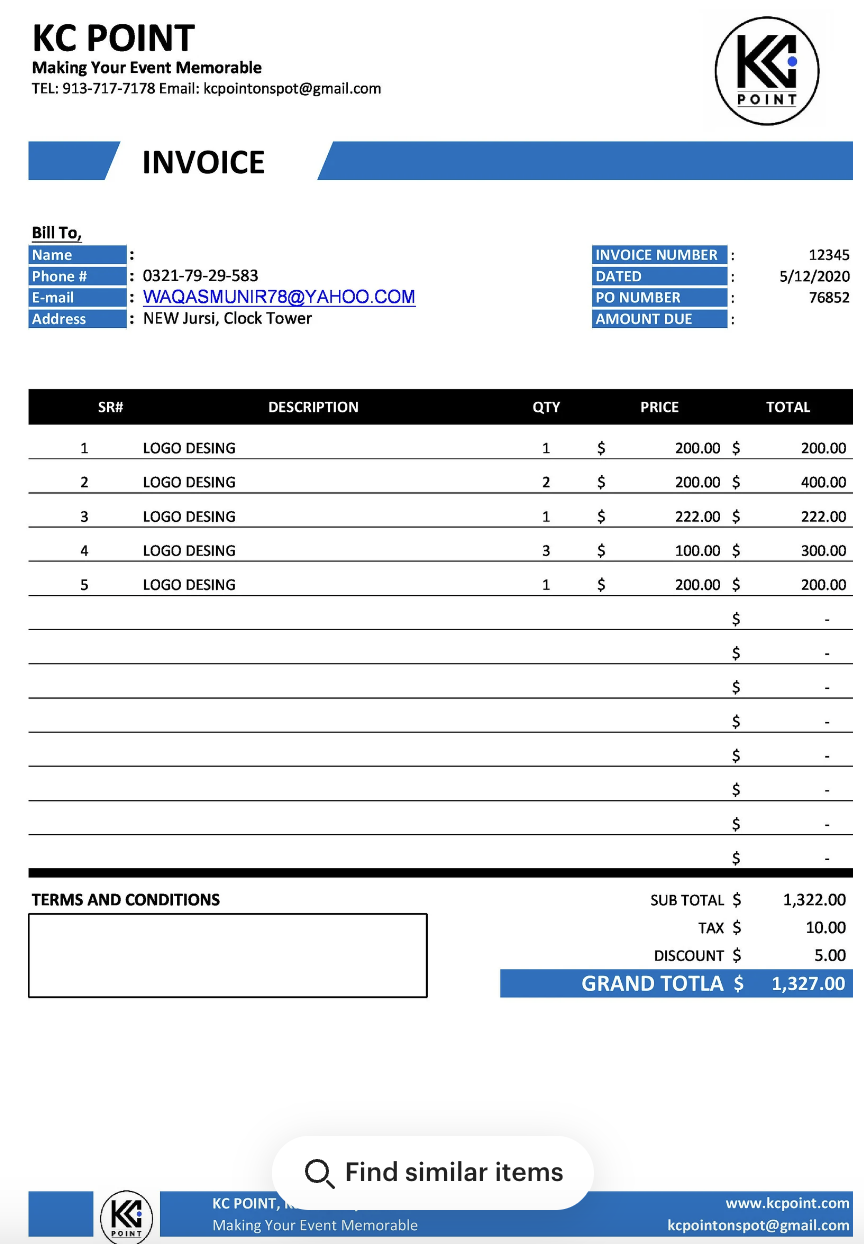 KC POINT
Making Your Event Memorable
TEL: 913-717-7178 Email: kcpointonspot@gmail.com
KC
POINT
INVOICE
Bill To,
Name :
Phone # : 0321-79-29-583
E-mail : WAQASMUNIR78@YAHOO.COM
Address : NEW Jursi, Clock Tower
INVOICE NUMBER : 12345
DATED : 5/12/2020
PO NUMBER : 76852
AMOUNT DUE :
SR# DESCRIPTION QTY PRICE TOTAL
1 LOGO DESING 1 $ 200.00 $ 200.00
2 LOGO DESING 2 $ 200.00 $ 400.00
3 LOGO DESING 1 $ 222.00 $ 222.00
4 LOGO DESING 3 $ 100.00 $ 300.00
5 LOGO DESING 1 $ 200.00 $ 200.00
$ -
$ -
$ -
$ -
$ -
$ -
$ -
$ -
TERMS AND CONDITIONS
SUB TOTAL $ 1,322.00
TAX $ 10.00
DISCOUNT $ 5.00
GRAND TOTLA $ 1,327.00
Find similar items
KC
POINT
KC POINT,
Making Your Event Memorable
www.kcpoint.com
kcpointonspot@gmail.com